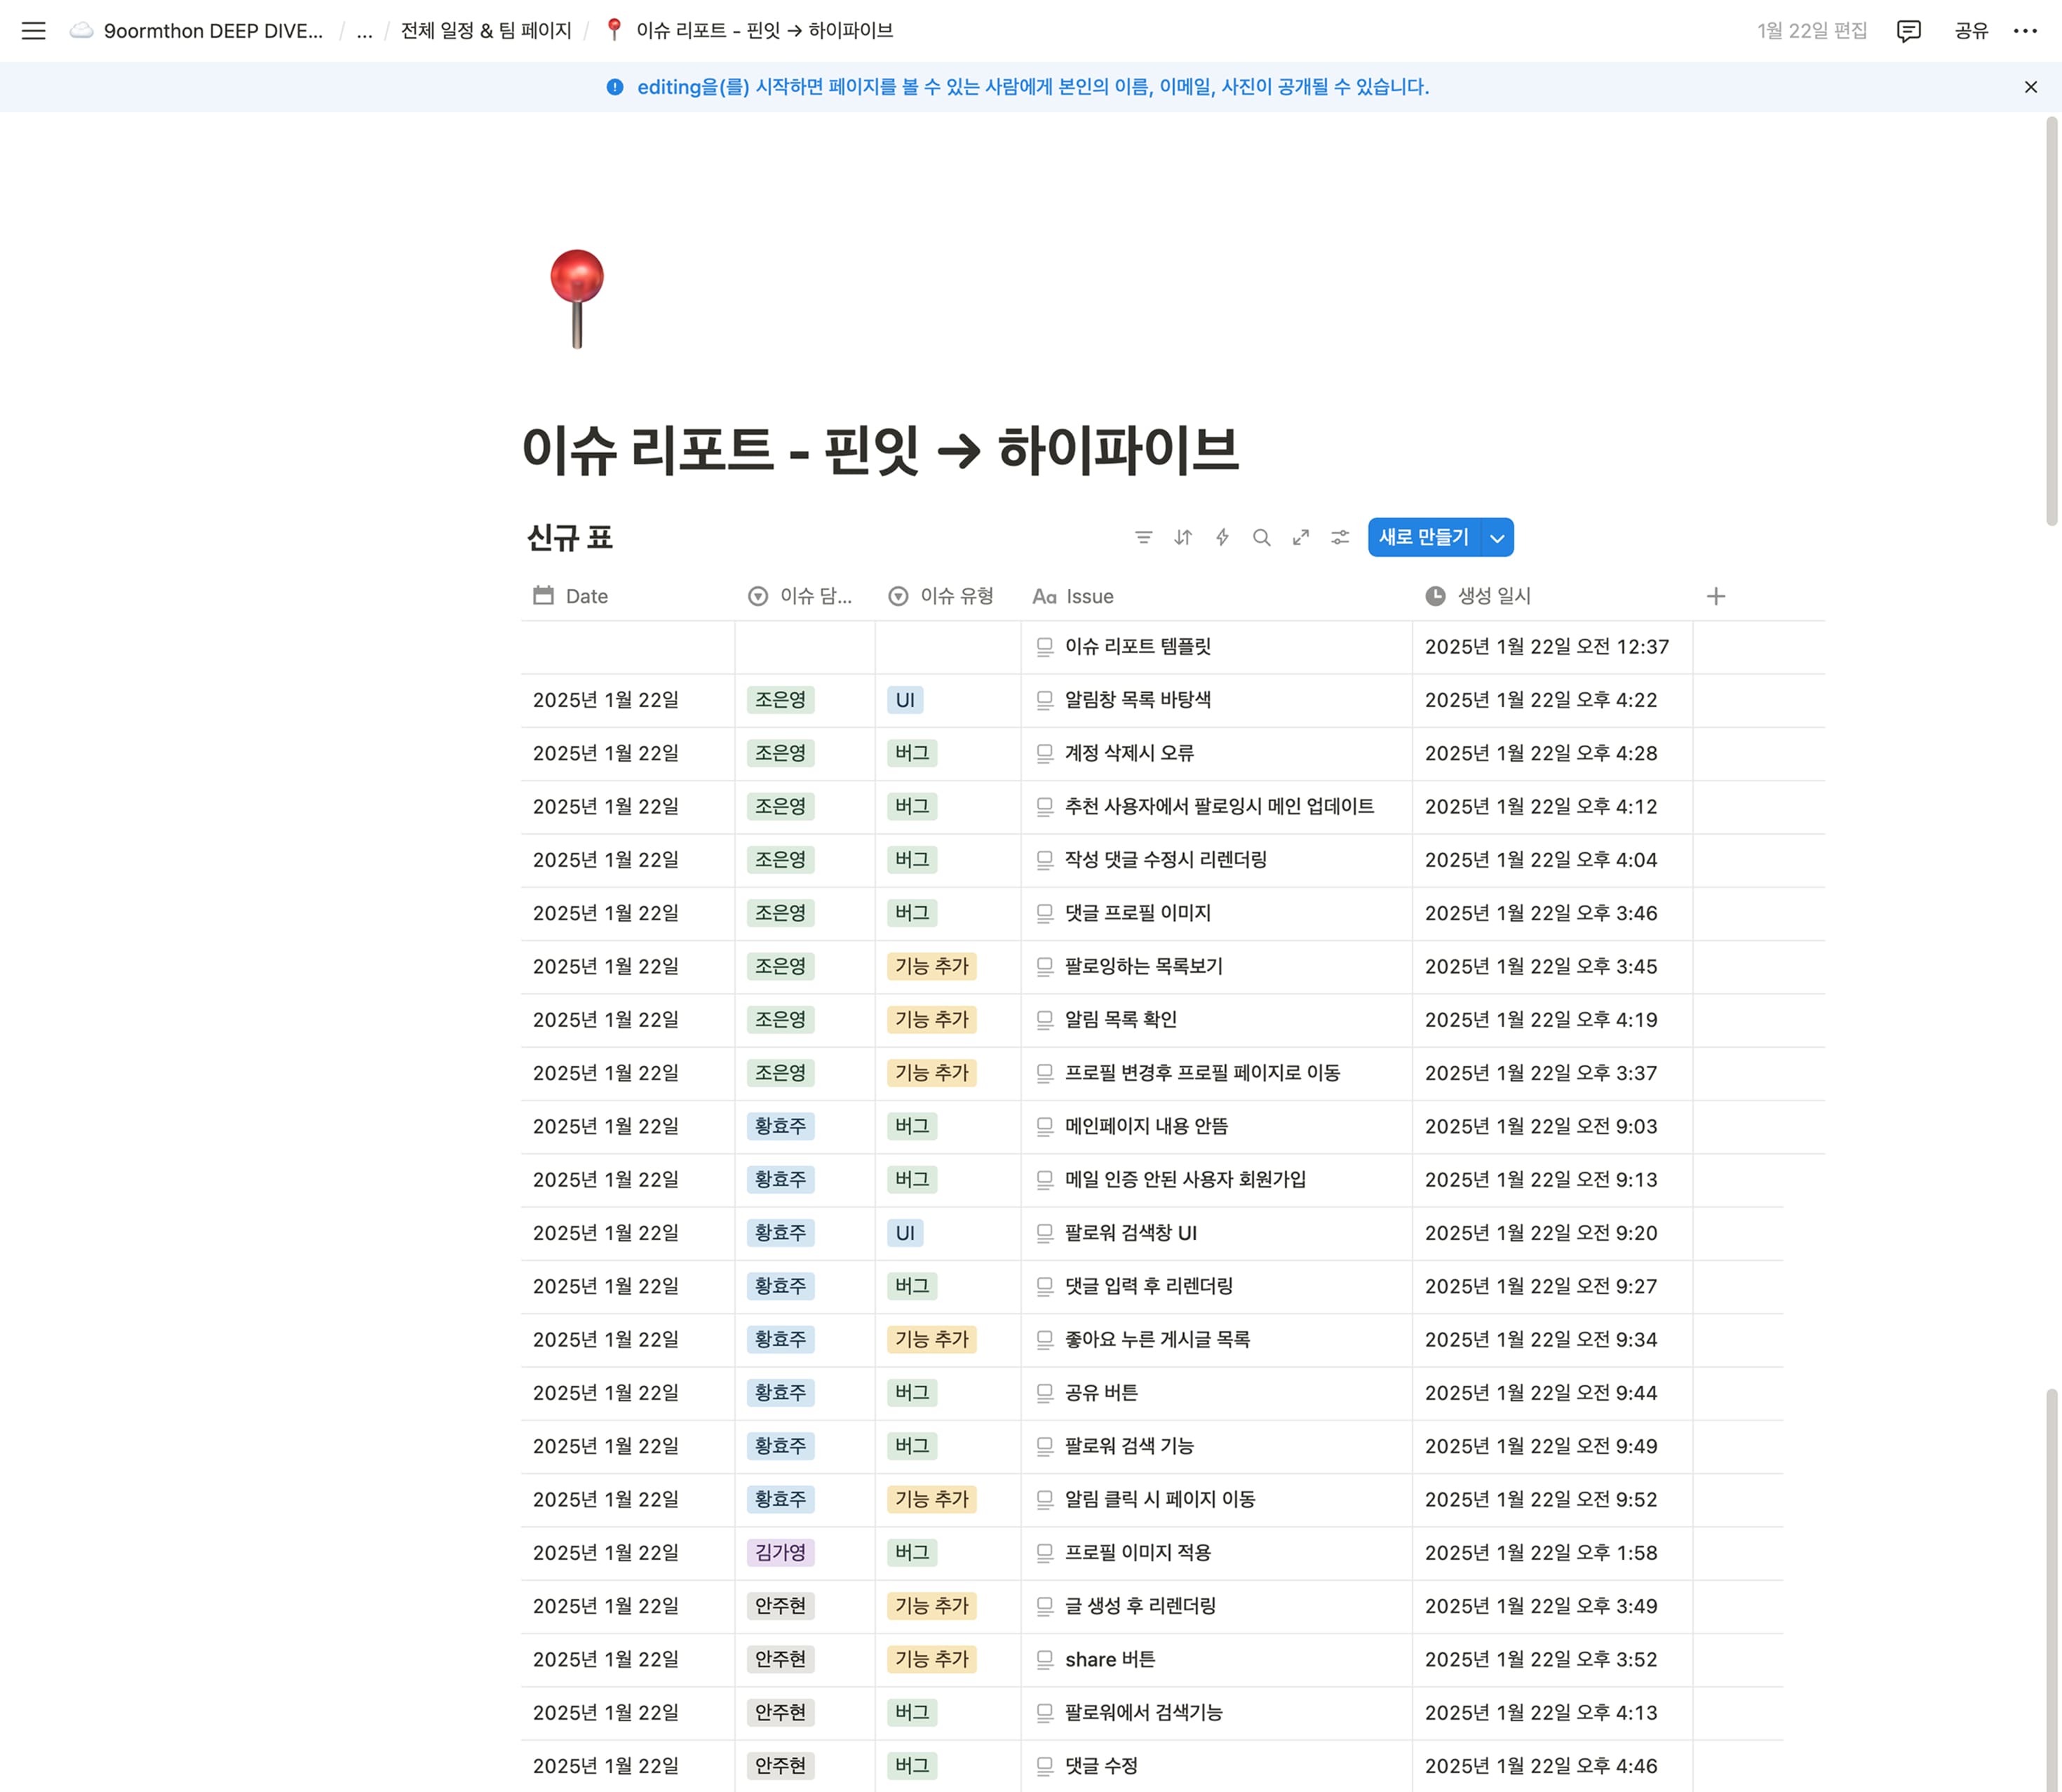 9oormthon DEEP DIVE... / ... / 전체 일정 & 팀 페이지 / 이슈 리포트 - 핀잇 → 하이파이브 1월 22일 편집 공유
editing을(를) 시작하면 페이지를 볼 수 있는 사람에게 본인의 이름, 이메일, 사진이 공개될 수 있습니다.
이슈 리포트 - 핀잇 → 하이파이브
신규 표 새로 만들기
Date 이슈 담... 이슈 유형 Aa Issue 생성 일시
이슈 리포트 템플릿 2025년 1월 22일 오전 12:37
2025년 1월 22일 조은영 UI 알림창 목록 바탕색 2025년 1월 22일 오후 4:22
2025년 1월 22일 조은영 버그 계정 삭제시 오류 2025년 1월 22일 오후 4:28
2025년 1월 22일 조은영 버그 추천 사용자에서 팔로잉시 메인 업데이트 2025년 1월 22일 오후 4:12
2025년 1월 22일 조은영 버그 작성 댓글 수정시 리렌더링 2025년 1월 22일 오후 4:04
2025년 1월 22일 조은영 버그 댓글 프로필 이미지 2025년 1월 22일 오후 3:46
2025년 1월 22일 조은영 기능 추가 팔로잉하는 목록보기 2025년 1월 22일 오후 3:45
2025년 1월 22일 조은영 기능 추가 알림 목록 확인 2025년 1월 22일 오후 4:19
2025년 1월 22일 조은영 기능 추가 프로필 변경후 프로필 페이지로 이동 2025년 1월 22일 오후 3:37
2025년 1월 22일 황효주 버그 메인페이지 내용 안뜸 2025년 1월 22일 오전 9:03
2025년 1월 22일 황효주 버그 메일 인증 안된 사용자 회원가입 2025년 1월 22일 오전 9:13
2025년 1월 22일 황효주 UI 팔로워 검색창 UI 2025년 1월 22일 오전 9:20
2025년 1월 22일 황효주 버그 댓글 입력 후 리렌더링 2025년 1월 22일 오전 9:27
2025년 1월 22일 황효주 기능 추가 좋아요 누른 게시글 목록 2025년 1월 22일 오전 9:34
2025년 1월 22일 황효주 버그 공유 버튼 2025년 1월 22일 오전 9:44
2025년 1월 22일 황효주 버그 팔로워 검색 기능 2025년 1월 22일 오전 9:49
2025년 1월 22일 황효주 기능 추가 알림 클릭 시 페이지 이동 2025년 1월 22일 오전 9:52
2025년 1월 22일 김가영 버그 프로필 이미지 적용 2025년 1월 22일 오후 1:58
2025년 1월 22일 안주현 기능 추가 글 생성 후 리렌더링 2025년 1월 22일 오후 3:49
2025년 1월 22일 안주현 기능 추가 share 버튼 2025년 1월 22일 오후 3:52
2025년 1월 22일 안주현 버그 팔로워에서 검색기능 2025년 1월 22일 오후 4:13
2025년 1월 22일 안주현 버그 댓글 수정 2025년 1월 22일 오후 4:46